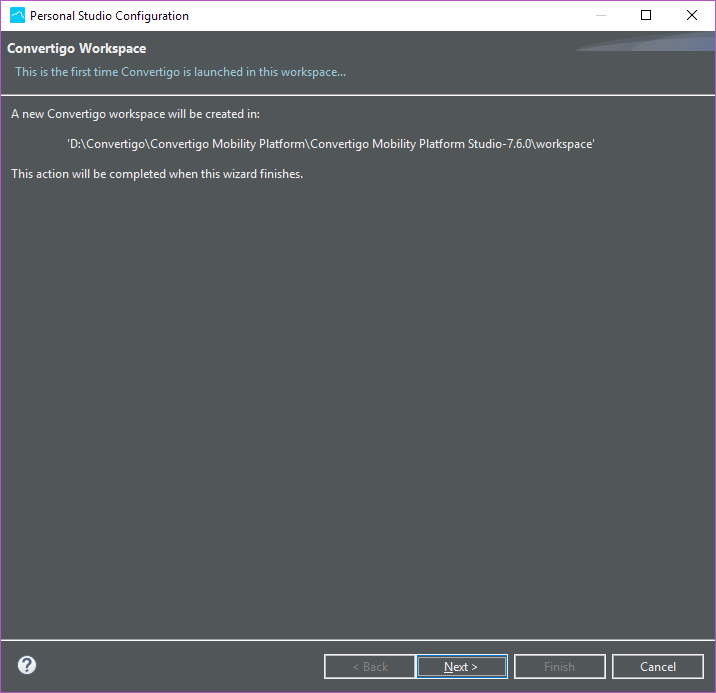 Personal Studio Configuration
Convertigo Workspace
This is the first time Convertigo is launched in this workspace...
A new Convertigo workspace will be created in:
'D:\Convertigo\Convertigo Mobility Platform\Convertigo Mobility Platform Studio-7.6.0\workspace'
This action will be completed when this wizard finishes.
? < Back Next > Finish Cancel